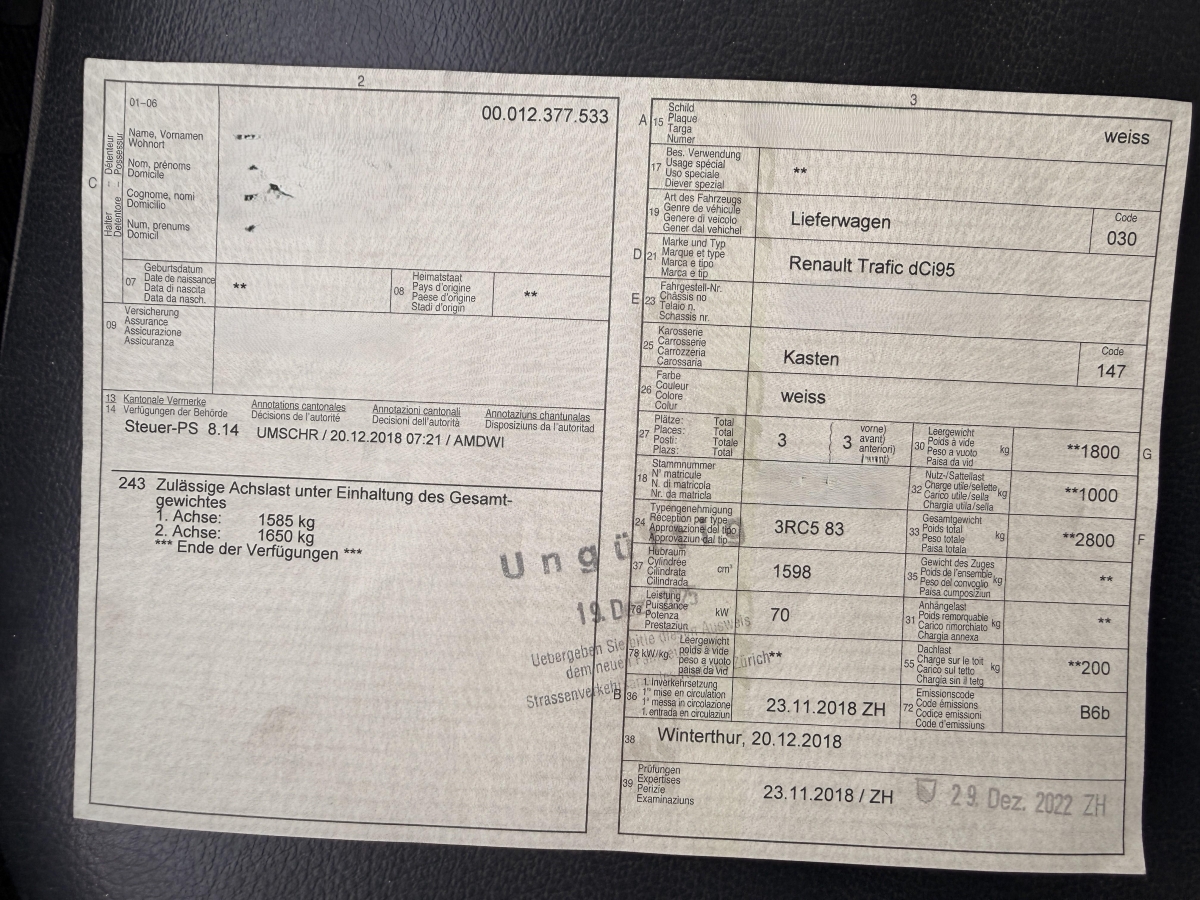 2
01–06
00.012.377.533
C
Halter – Détenteur
Detentore – Possessur
Name, Vornamen
Wohnort
Nom, prénoms
Domicile
Cognome, nomi
Domicilio
Num, prenums
Domicil
07
Geburtsdatum
Date de naissance
Data di nascita
Data da nasch.
**
08
Heimatstaat
Pays d'origine
Paese d'origine
Stadi d'origin
**
09
Versicherung
Assurance
Assicurazione
Assicuranza
13 Kantonale Vermerke Annotations cantonales Annotazioni cantonali Annotaziuns chantunalas
14 Verfügungen der Behörde Décisions de l'autorité Decisioni dell'autorità Disposiziuns da l'autoritad
Steuer-PS 8.14 UMSCHR / 20.12.2018 07:21 / AMDWI
243 Zulässige Achslast unter Einhaltung des Gesamt-
gewichtes
1. Achse: 1585 kg
2. Achse: 1650 kg
*** Ende der Verfügungen ***
19. De
Uebergeben Sie bitte Ausweis
dem neuen Zürich
3
A 15
Schild
Plaque
Targa
Numer
weiss
17
Bes. Verwendung
Usage spécial
Uso speciale
Diever spezial
**
19
Art des Fahrzeugs
Genre de véhicule
Genere di veicolo
Gener dal vehichel
Lieferwagen
Code
030
D 21
Marke und Typ
Marque et type
Marca e tipo
Marca e tip
Renault Trafic dCi95
E 23
Fahrgestell-Nr.
Châssis no
Telaio n.
Schassis nr.
25
Karosserie
Carrosserie
Carrozzeria
Carossaria
Kasten
Code
147
26
Farbe
Couleur
Colore
Colur
weiss
27
Plätze: Total
Places: Total
Posti: Totale
Plazs: Total
3
3
vorne)
avant)
anteriori)
30
Leergewicht
Poids à vide
Peso a vuoto
Paisa da vid
kg
**1800
G
18
Stammnummer
N° matricule
N. di matricola
Nr. da matricla
32
Nutz-/Sattellast
Charge utile/sellette
Carico utile/sella
Chargia utila/sella
kg
**1000
24
Typengenehmigung
Réception par type
Approvazione del tipo
Approvaziun dal tip
3RC5 83
33
Gesamtgewicht
Poids total
Peso totale
Paisa totala
kg
**2800
F
37
Hubraum
Cylindrée
Cilindrata
Cilindrada
cm³
1598
35
Gewicht des Zuges
Poids de l'ensemble
Peso del convoglio
Paisa cumposiziun
kg
**
76
Leistung
Puissance
Potenza
Prestaziun
kW
70
31
Anhängelast
Poids remorquable
Carico rimorchiato
Chargia annexa
kg
**
78 kW/kg
Leergewicht
poids à vide
peso a vuoto
paisa da vid
**
55
Dachlast
Charge sur le toit
Carico sul tetto
Chargia sin il tetg
kg
**200
B 36
1. Inverkehrsetzung
1re mise en circulation
1a messa in circolazione
1. entrada en circulaziun
23.11.2018 ZH
72
Emissionscode
Code émissions
Codice emissioni
Code d'emissiuns
B6b
38
Winterthur, 20.12.2018
39
Prüfungen
Expertises
Perizie
Examinaziuns
23.11.2018 / ZH
29. Dez. 2022 ZH